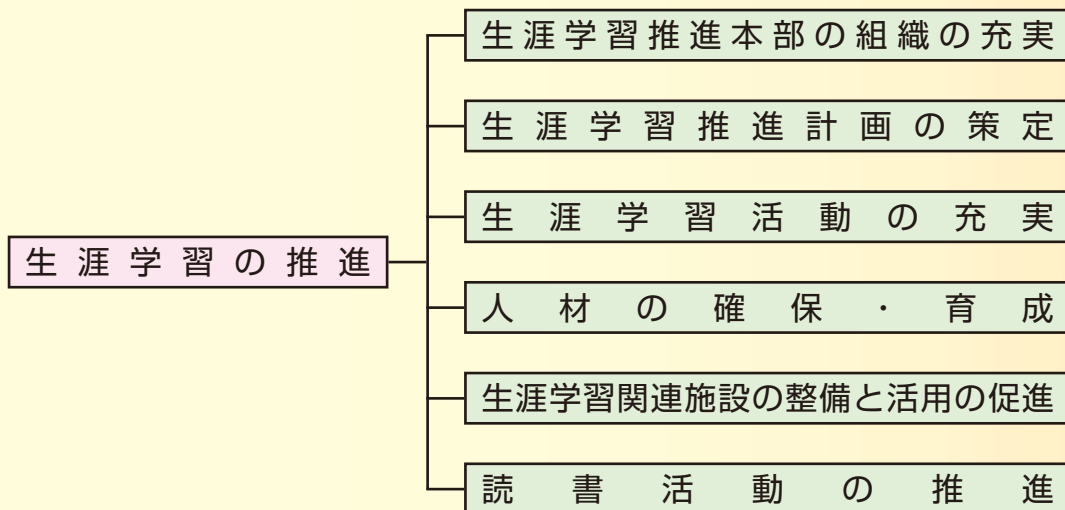 生涯学習の推進
生涯学習推進本部の組織の充実
生涯学習推進計画の策定
生涯学習活動の充実
人材の確保・育成
生涯学習関連施設の整備と活用の促進
読書活動の推進